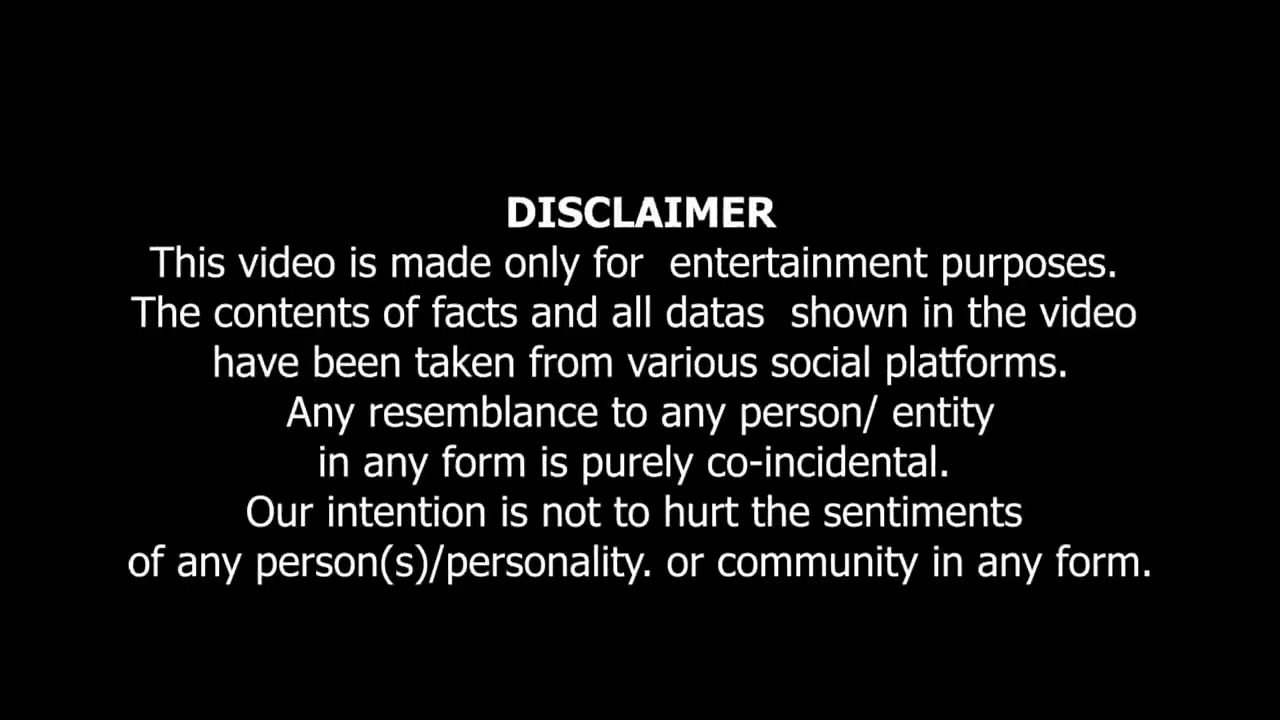 DISCLAIMER
This video is made only for  entertainment purposes.
The contents of facts and all datas  shown in the video
have been taken from various social platforms.
Any resemblance to any person/ entity
in any form is purely co-incidental.
Our intention is not to hurt the sentiments
of any person(s)/personality. or community in any form.